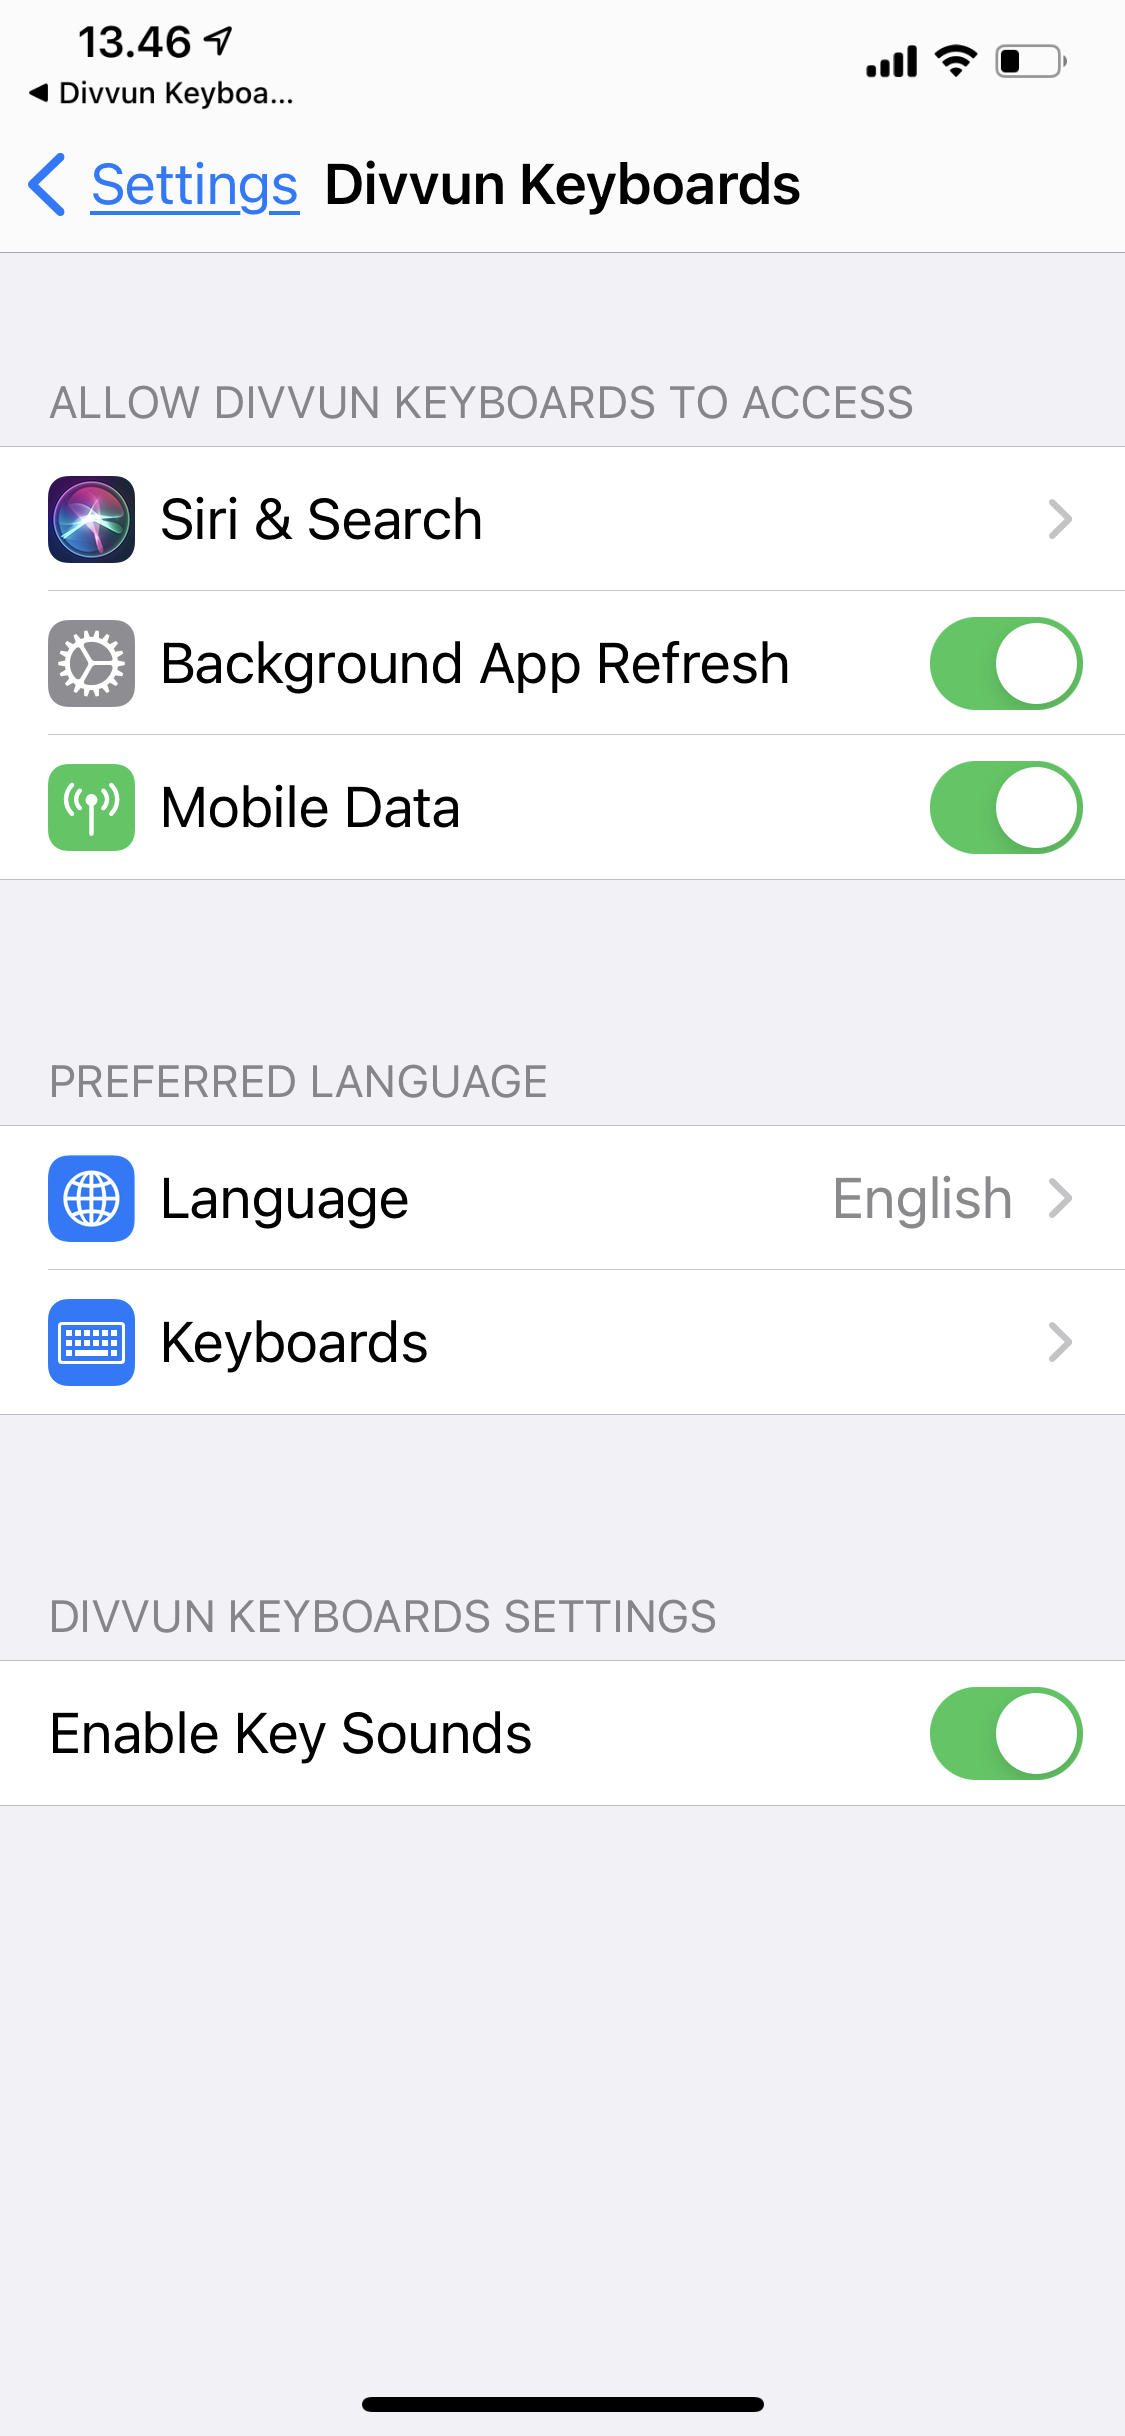 13.46
◀ Divvun Keyboa...
Settings Divvun Keyboards
ALLOW DIVVUN KEYBOARDS TO ACCESS
Siri & Search
Background App Refresh
Mobile Data
PREFERRED LANGUAGE
Language English
Keyboards
DIVVUN KEYBOARDS SETTINGS
Enable Key Sounds